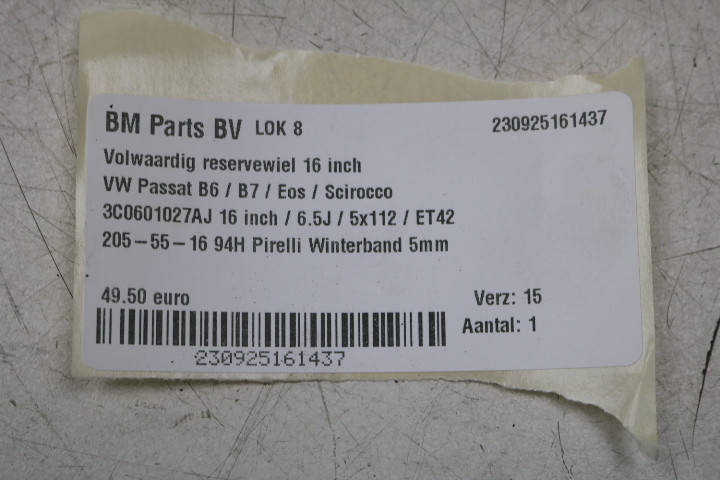 BM Parts BV LOK 8 230925161437
Volwaardig reservewiel 16 inch
VW Passat B6 / B7 / Eos / Scirocco
3C0601027AJ 16 inch / 6.5J / 5x112 / ET42
205-55-16 94H Pirelli Winterband 5mm
49.50 euro Verz: 15
Aantal: 1
230925161437